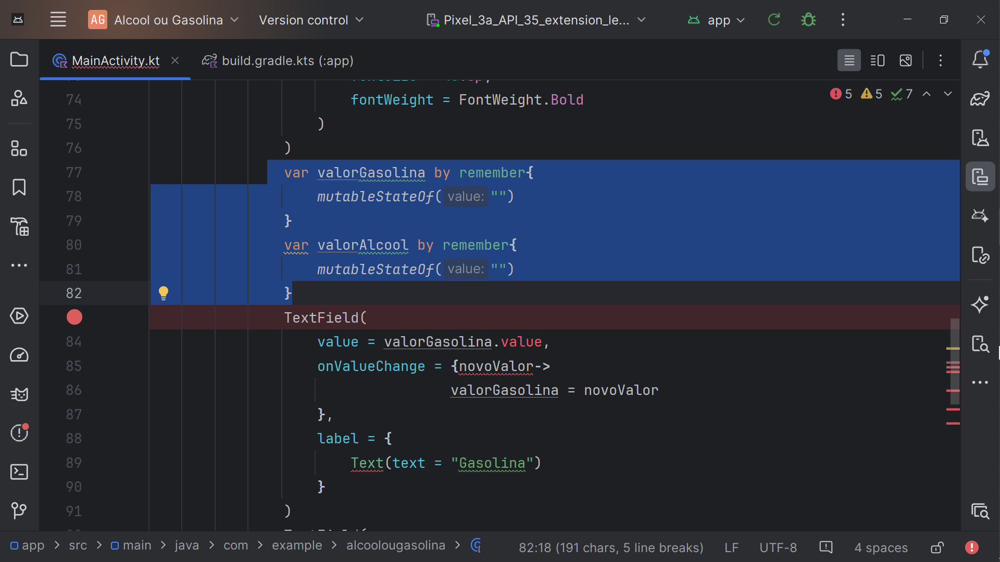 AG Alcool ou Gasolina Version control Pixel_3a_API_35_extension_le... app
MainActivity.kt build.gradle.kts (:app)
5 5 7
74 fontWeight = FontWeight.Bold
75 )
76 )
77 var valorGasolina by remember{
78 mutableStateOf( value: "")
79 }
80 var valorAlcool by remember{
81 mutableStateOf( value: "")
82 }
TextField(
84 value = valorGasolina.value,
85 onValueChange = {novoValor->
86 valorGasolina = novoValor
87 },
88 label = {
89 Text(text = "Gasolina")
90 }
91 )
app > src > main > java > com > example > alcoolougasolina > 82:18 (191 chars, 5 line breaks) LF UTF-8 4 spaces